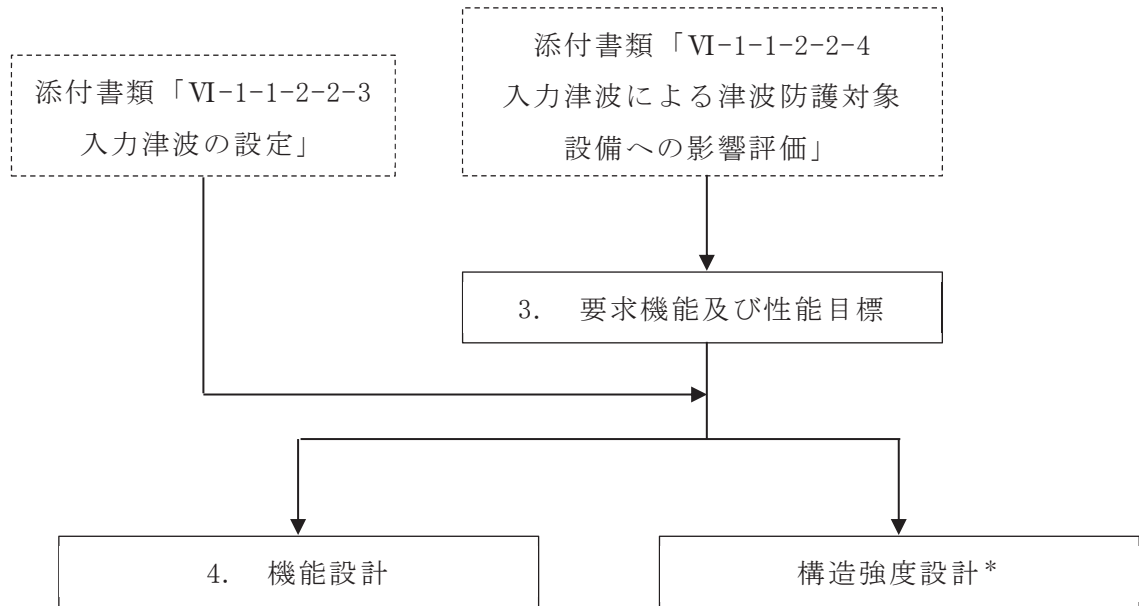 添付書類「Ⅵ-1-1-2-2-3
入力津波の設定」
添付書類「Ⅵ-1-1-2-2-4
入力津波による津波防護対象
設備への影響評価」
3. 要求機能及び性能目標
4. 機能設計
構造強度設計*